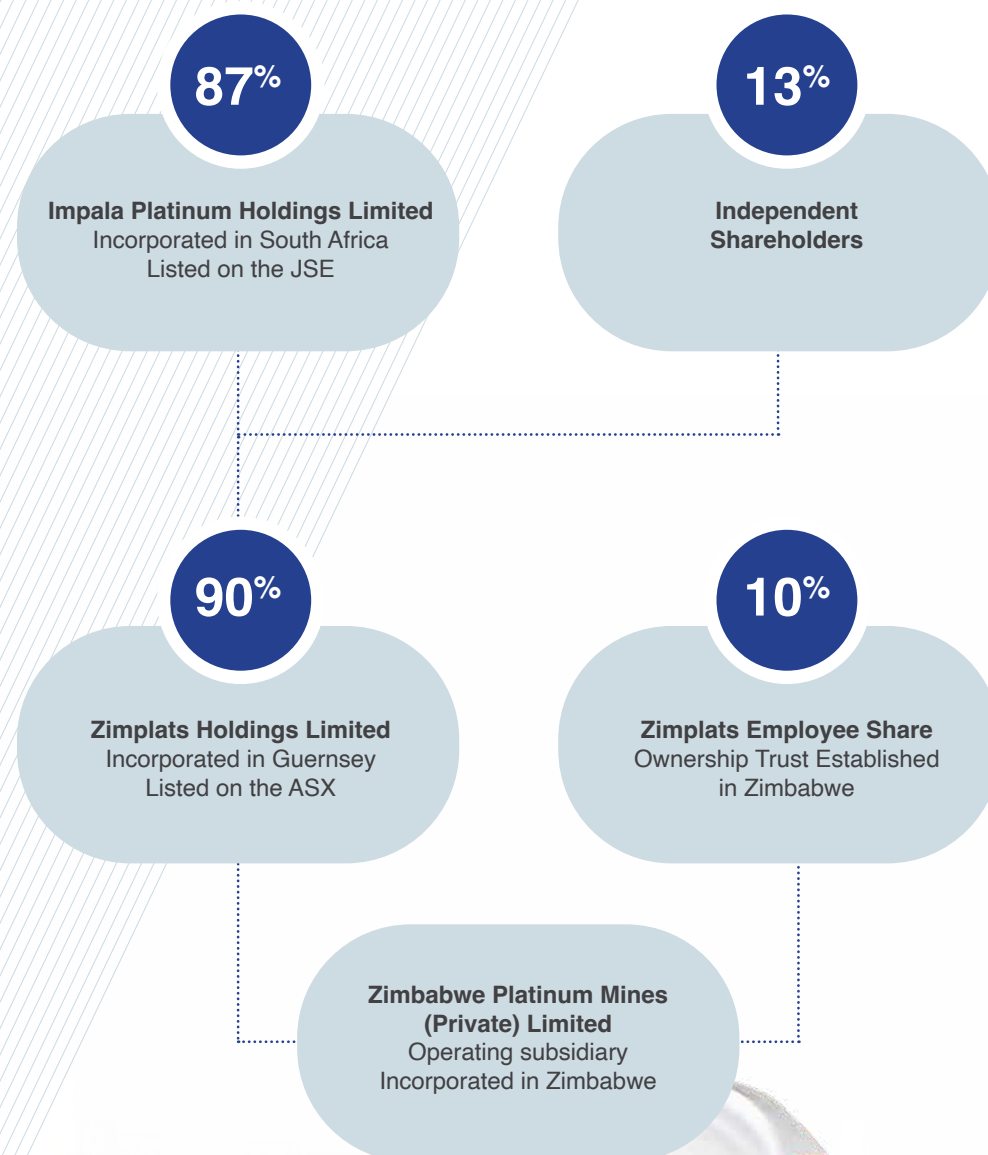 87%
13%
Impala Platinum Holdings Limited
Incorporated in South Africa
Listed on the JSE
Independent
Shareholders
90%
10%
Zimplats Holdings Limited
Incorporated in Guernsey
Listed on the ASX
Zimplats Employee Share
Ownership Trust Established
in Zimbabwe
Zimbabwe Platinum Mines
(Private) Limited
Operating subsidiary
Incorporated in Zimbabwe